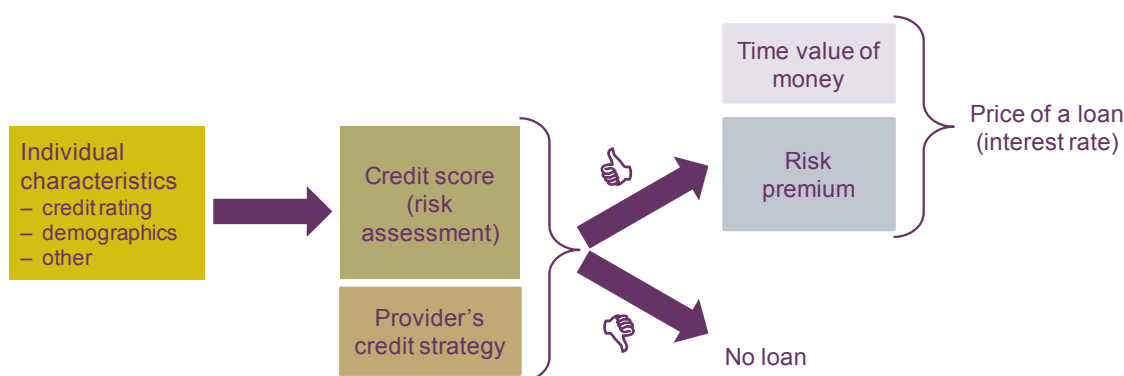 Individual
characteristics
– credit rating
– demographics
– other
Credit score
(risk
assessment)
Provider's
credit strategy
Time value of
money
Risk
premium
Price of a loan
(interest rate)
No loan